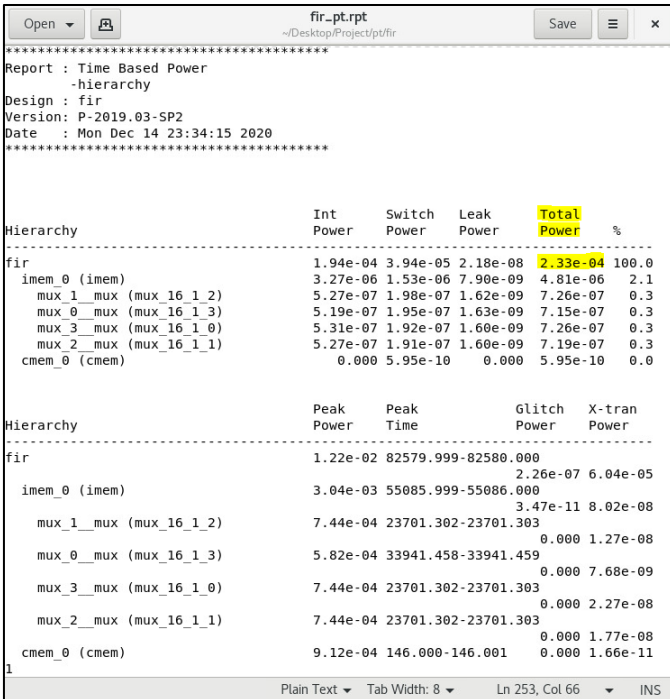 Open
fir_pt.rpt
~/Desktop/Project/pt/fir
Save
****************************************
Report : Time Based Power
        -hierarchy
Design : fir
Version: P-2019.03-SP2
Date   : Mon Dec 14 23:34:15 2020
****************************************
Int Switch Leak Total
Hierarchy Power Power Power Power %
--------------------------------------------------------------------------------
fir 1.94e-04 3.94e-05 2.18e-08 2.33e-04 100.0
imem_0 (imem) 3.27e-06 1.53e-06 7.90e-09 4.81e-06 2.1
mux_1__mux (mux_16_1_2) 5.27e-07 1.98e-07 1.62e-09 7.26e-07 0.3
mux_0__mux (mux_16_1_3) 5.19e-07 1.95e-07 1.63e-09 7.15e-07 0.3
mux_3__mux (mux_16_1_0) 5.31e-07 1.92e-07 1.60e-09 7.26e-07 0.3
mux_2__mux (mux_16_1_1) 5.27e-07 1.91e-07 1.60e-09 7.19e-07 0.3
cmem_0 (cmem) 0.000 5.95e-10 0.000 5.95e-10 0.0
Peak Peak Glitch X-tran
Hierarchy Power Time Power Power
--------------------------------------------------------------------------------
fir 1.22e-02 82579.999-82580.000
2.26e-07 6.04e-05
imem_0 (imem) 3.04e-03 55085.999-55086.000
3.47e-11 8.02e-08
mux_1__mux (mux_16_1_2) 7.44e-04 23701.302-23701.303
0.000 1.27e-08
mux_0__mux (mux_16_1_3) 5.82e-04 33941.458-33941.459
0.000 7.68e-09
mux_3__mux (mux_16_1_0) 7.44e-04 23701.302-23701.303
0.000 2.27e-08
mux_2__mux (mux_16_1_1) 7.44e-04 23701.302-23701.303
0.000 1.77e-08
cmem_0 (cmem) 9.12e-04 146.000-146.001 0.000 1.66e-11
1
Plain Text Tab Width: 8 Ln 253, Col 66 INS